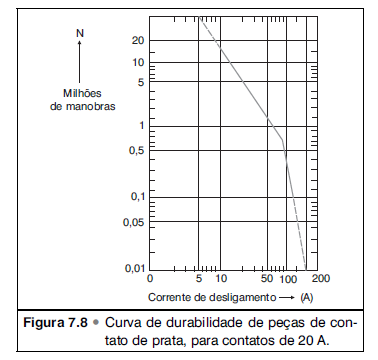 N
Milhões
de manobras
20
10
5
1
0,5
0,1
0,05
0,01
0 5 10 50 100 200
Corrente de desligamento → (A)
Figura 7.8 • Curva de durabilidade de peças de con-
tato de prata, para contatos de 20 A.